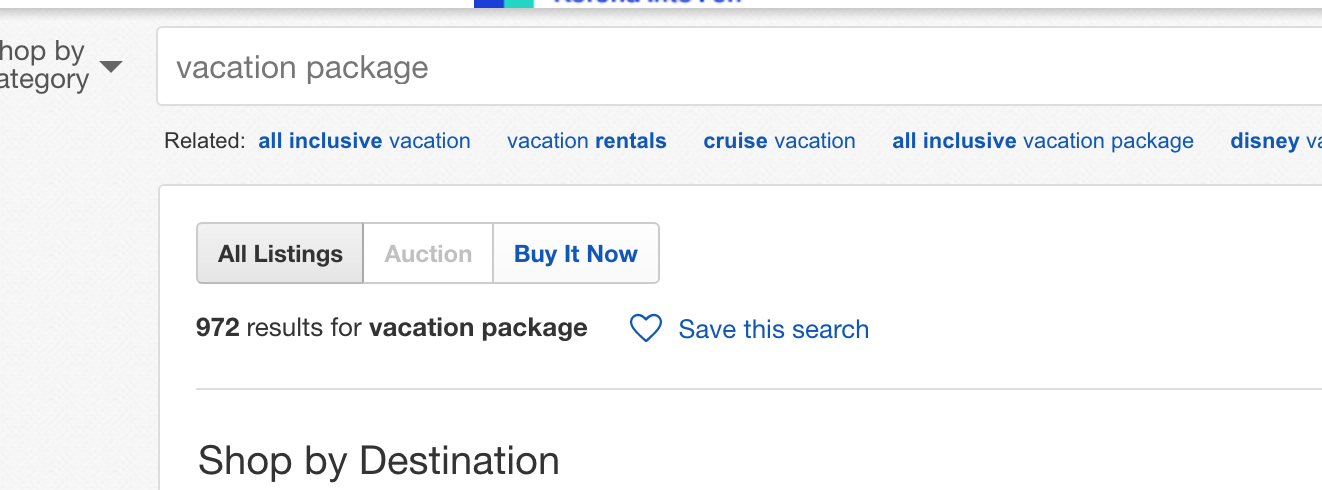 hop by
ategory
vacation package
Related: all inclusive vacation vacation rentals cruise vacation all inclusive vacation package disney va
All Listings Auction Buy It Now
972 results for vacation package Save this search
Shop by Destination